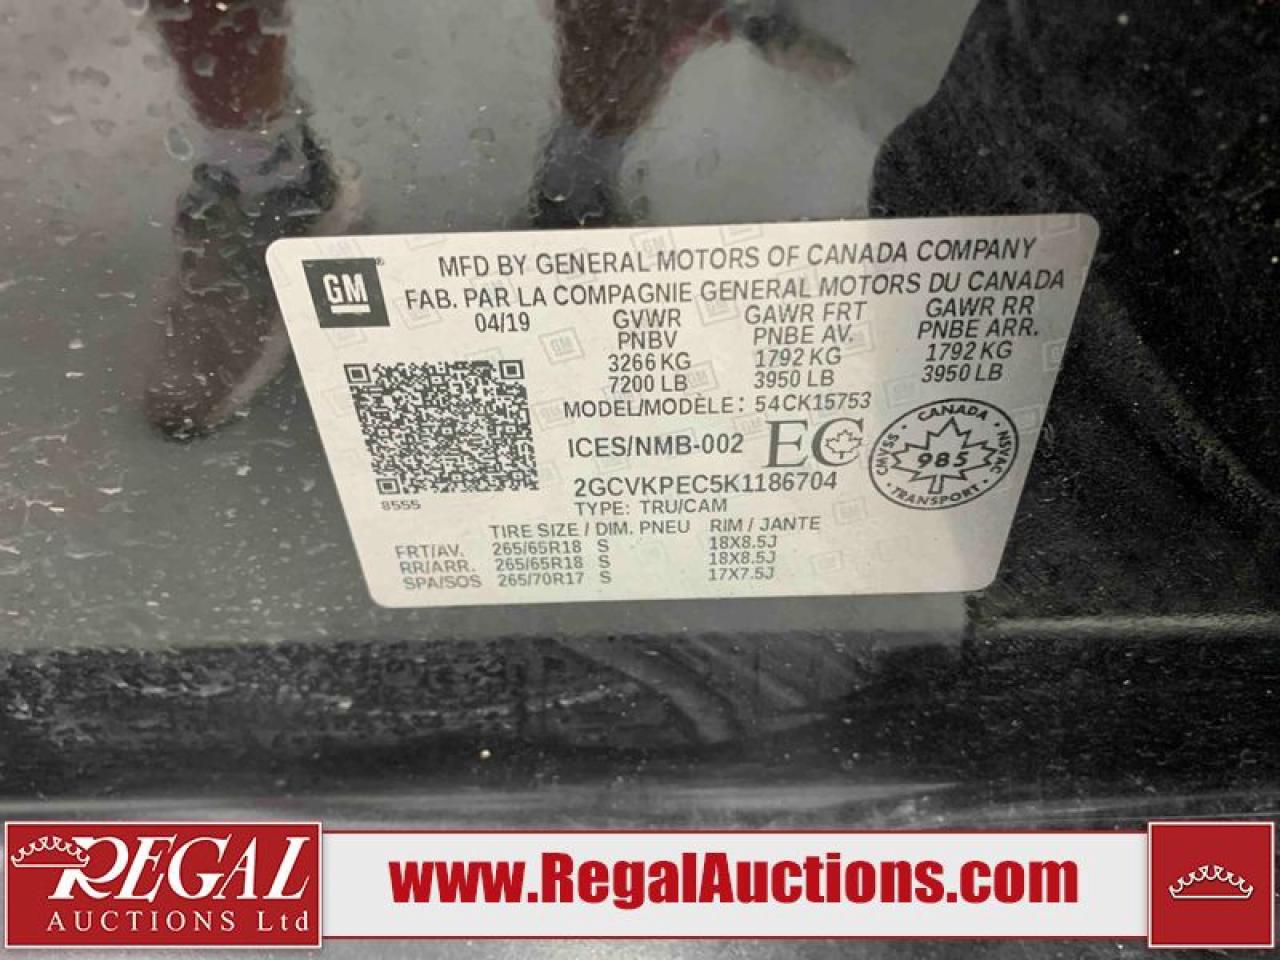 GM®
MFD BY GENERAL MOTORS OF CANADA COMPANY
FAB. PAR LA COMPAGNIE GENERAL MOTORS DU CANADA
04/19 GVWR GAWR FRT GAWR RR
PNBV PNBE AV. PNBE ARR.
3266 KG 1792 KG 1792 KG
7200 LB 3950 LB 3950 LB
MODEL/MODÈLE: 54CK15753
ICES/NMB-002 EC
CANADA
CMVSS 985 NSVAC
TRANSPORT
2GCVKPEC5K1186704
8555
TYPE: TRU/CAM
TIRE SIZE / DIM. PNEU RIM / JANTE
FRT/AV. 265/65R18 S 18X8.5J
RR/ARR. 265/65R18 S 18X8.5J
SPA/SOS 265/70R17 S 17X7.5J
REGAL
AUCTIONS Ltd
www.RegalAuctions.com